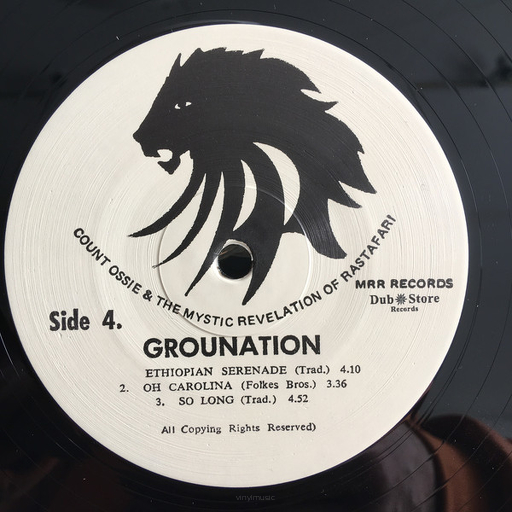 COUNT OSSIE & THE MYSTIC REVELATION OF RASTAFARI
MRR RECORDS
Dub Store
Records
Side 4.
GROUNATION
ETHIOPIAN SERENADE (Trad.) 4.10
2. OH CAROLINA (Folkes Bros.) 3.36
3. SO LONG (Trad.) 4.52
All Copying Rights Reserved)
vinylmusic